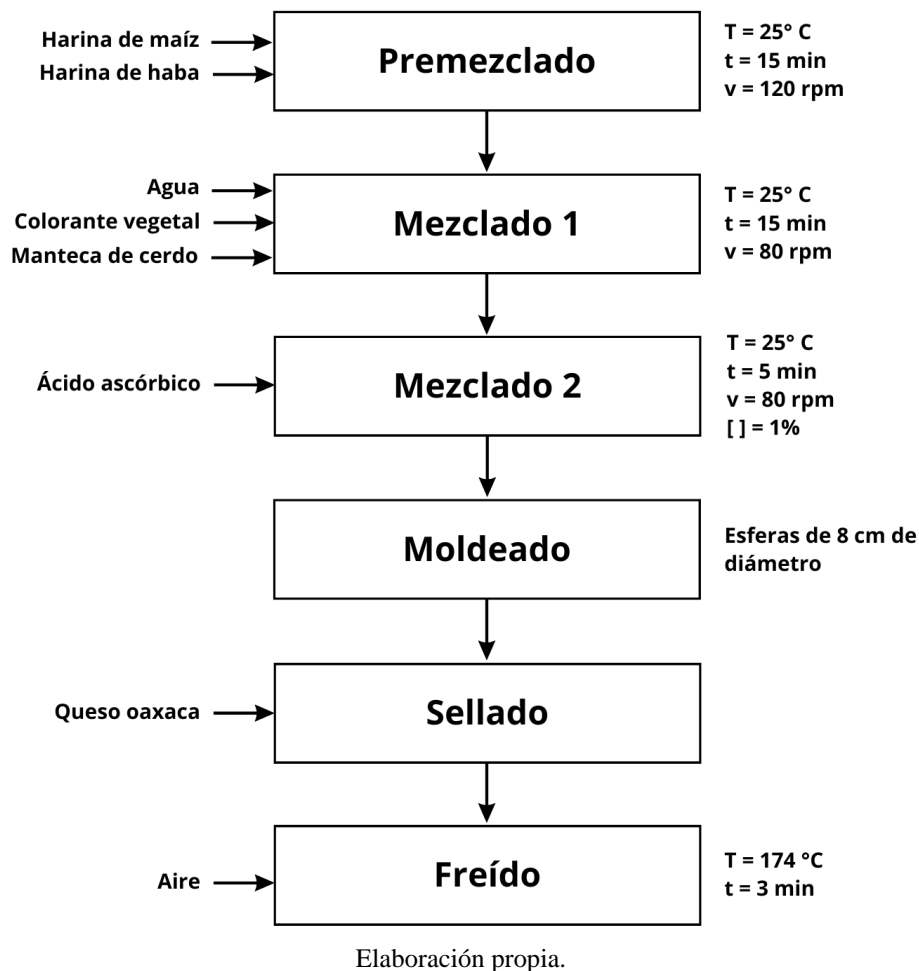 Harina de maíz
Harina de haba
Premezclado
T = 25° C
t = 15 min
v = 120 rpm
Agua
Colorante vegetal
Manteca de cerdo
Mezclado 1
T = 25° C
t = 15 min
v = 80 rpm
Ácido ascórbico
Mezclado 2
T = 25° C
t = 5 min
v = 80 rpm
[ ] = 1%
Moldeado
Esferas de 8 cm de
diámetro
Queso oaxaca
Sellado
Aire
Freído
T = 174 °C
t = 3 min
Elaboración propia.